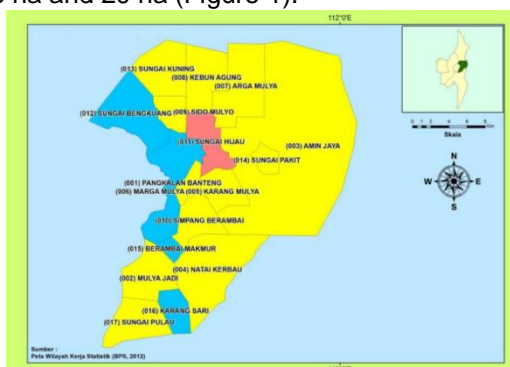 ha and 20 ha (Figure 1).
112°0'E
(013) SUNGAI KUNING
(008) KEBUN AGUNG
(007) ARGA MULYA
(012) SUNGAI BENGKUANG
(009) SIDO MULYO
(011) SUNGAI HIJAU
(003) AMIN JAYA
(014) SUNGAI PAKIT
(001) PANGKALAN BANTENG
(006) MARGA MULYA
(005) KARANG MULYA
(010) SIMPANG BERAMBAI
(015) BERAMBAI MAKMUR
(004) NATAI KERBAU
(002) MULYA JADI
(016) KARANG SARI
(017) SUNGAI PULAU
Skala
N
W
E
S
Sumber :
Peta Wilayah Kerja Statistik (BPS, 2012)